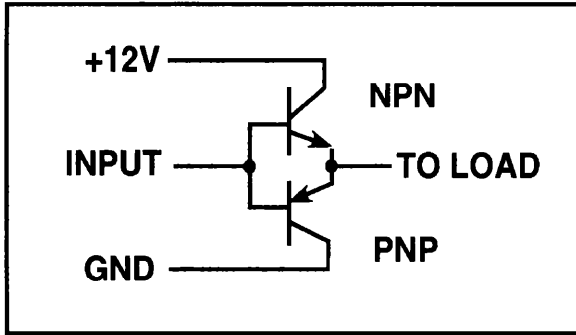 +12V
NPN
INPUT
TO LOAD
GND
PNP